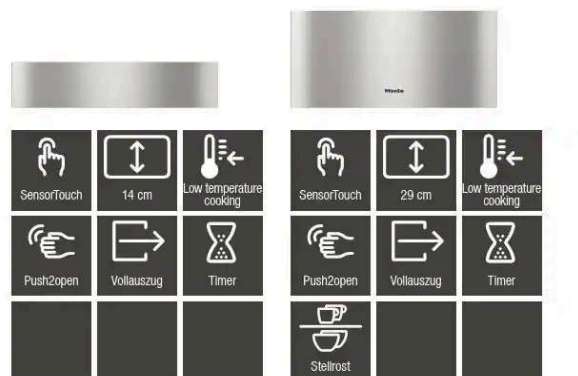 Miele
SensorTouch
14 cm
Low temperature
cooking
Push2open
Vollauszug
Timer
SensorTouch
29 cm
Low temperature
cooking
Push2open
Vollauszug
Timer
Stellrost